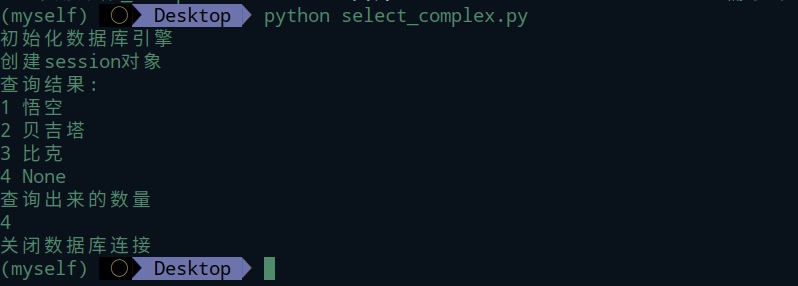 (myself) Desktop python select_complex.py
初始化数据库引擎
创建session对象
查询结果:
1 悟空
2 贝吉塔
3 比克
4 None
查询出来的数量
4
关闭数据库连接
(myself) Desktop